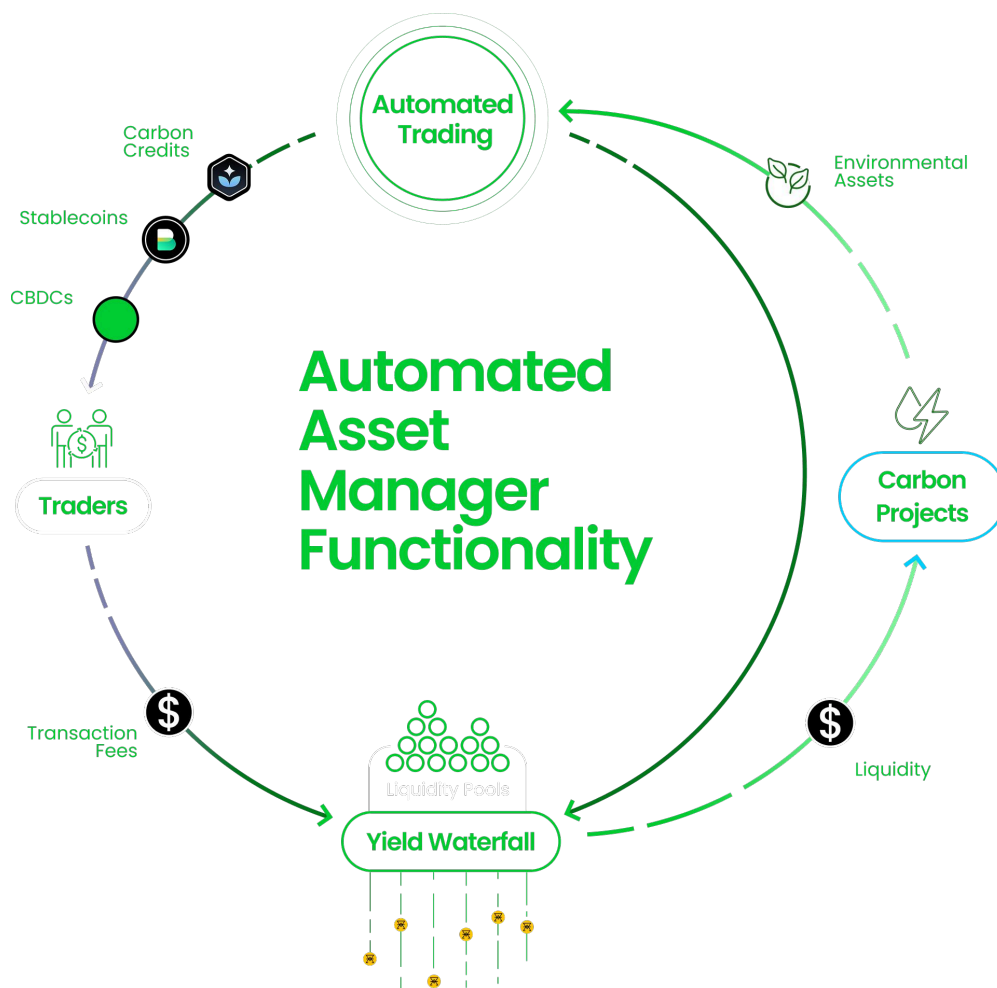 Automated
Trading
Carbon
Credits
Environmental
Assets
Stablecoins
CBDCs
Automated
Asset
Manager
Functionality
Traders
Carbon
Projects
Transaction
Fees
Liquidity
Liquidity Pools
Yield Waterfall